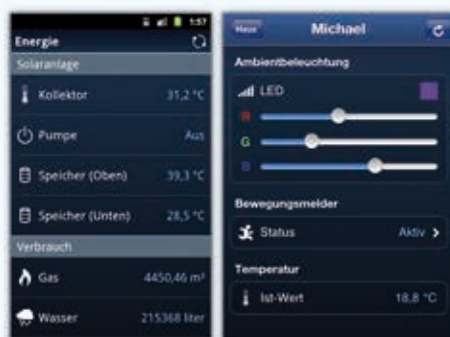 1:57
Energie
Solaranlage
Kollektor 31,2 °C
Pumpe Aus
Speicher (Oben) 39,3 °C
Speicher (Unten) 28,5 °C
Verbrauch
Gas 4450,46 m³
Wasser 215368 liter
Haus Michael
Ambientbeleuchtung
LED
R
G
B
Bewegungsmelder
Status Aktiv
Temperatur
Ist-Wert 18,8 °C